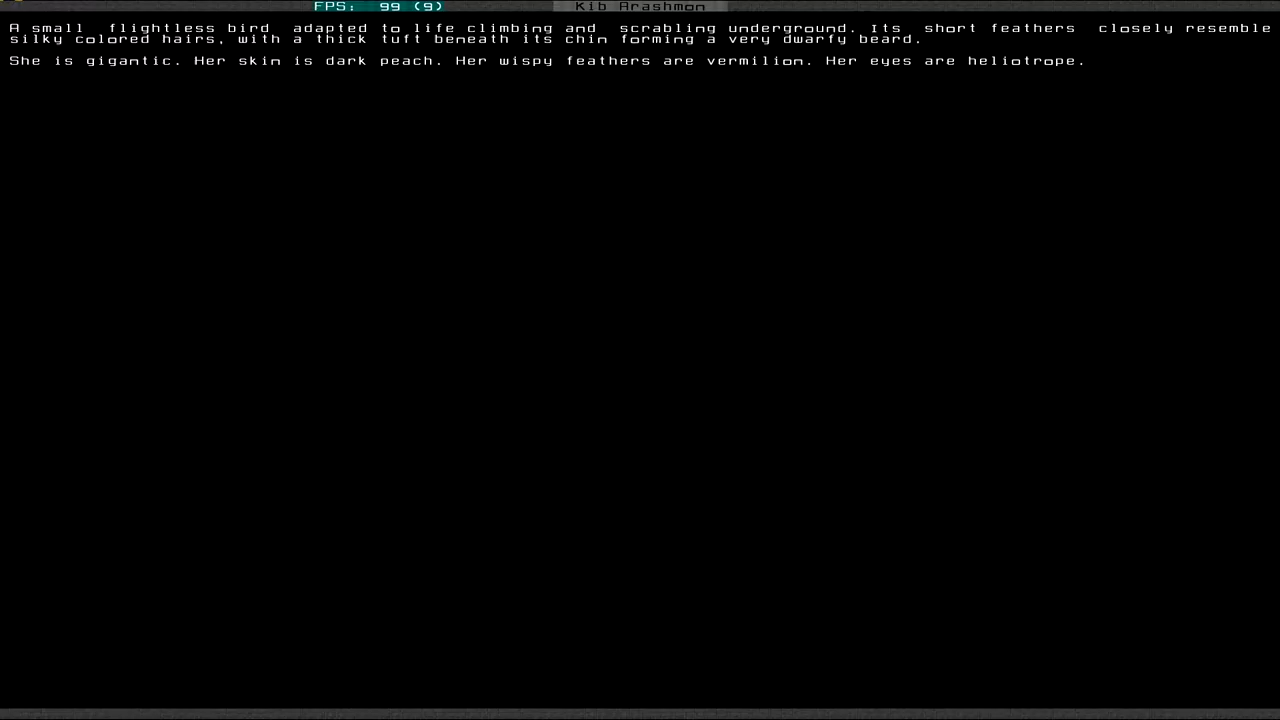 FPS: 99 (9) Kib Arashmon
A small flightless bird adapted to life climbing and scrabling underground. Its short feathers closely resemble
silky colored hairs, with a thick tuft beneath its chin forming a very dwarfy beard.
She is gigantic. Her skin is dark peach. Her wispy feathers are vermilion. Her eyes are heliotrope.